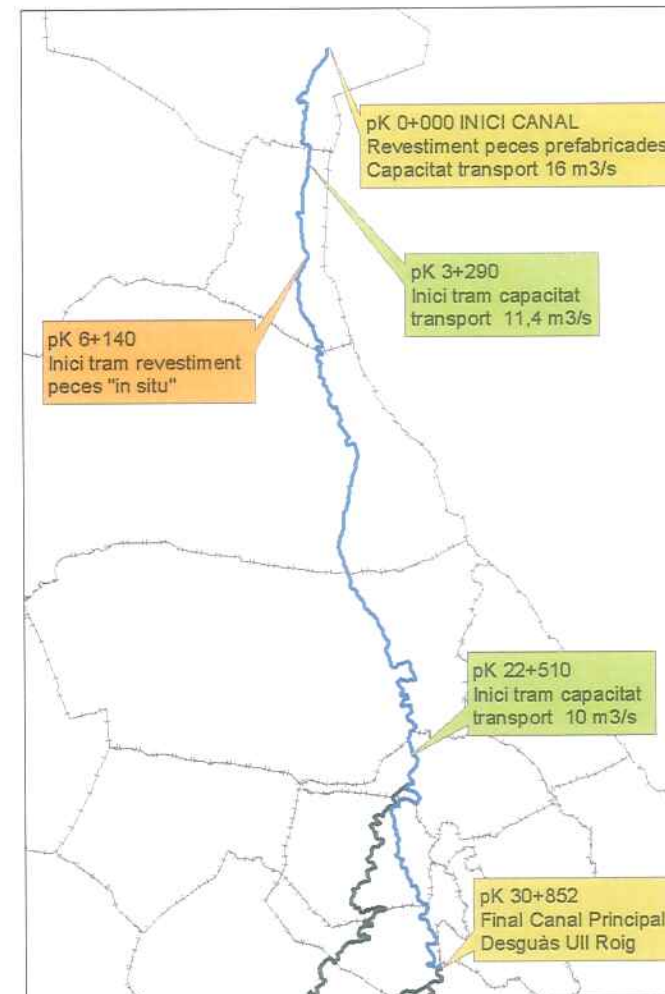 pK 0+000 INICI CANAL
Revestiment peces prefabricades
Capacitat transport 16 m3/s
pK 3+290
Inici tram capacitat
transport 11,4 m3/s
pK 6+140
Inici tram revestiment
peces "in situ"
pK 22+510
Inici tram capacitat
transport 10 m3/s
pK 30+852
Final Canal Principal
Desguàs Ull Roig